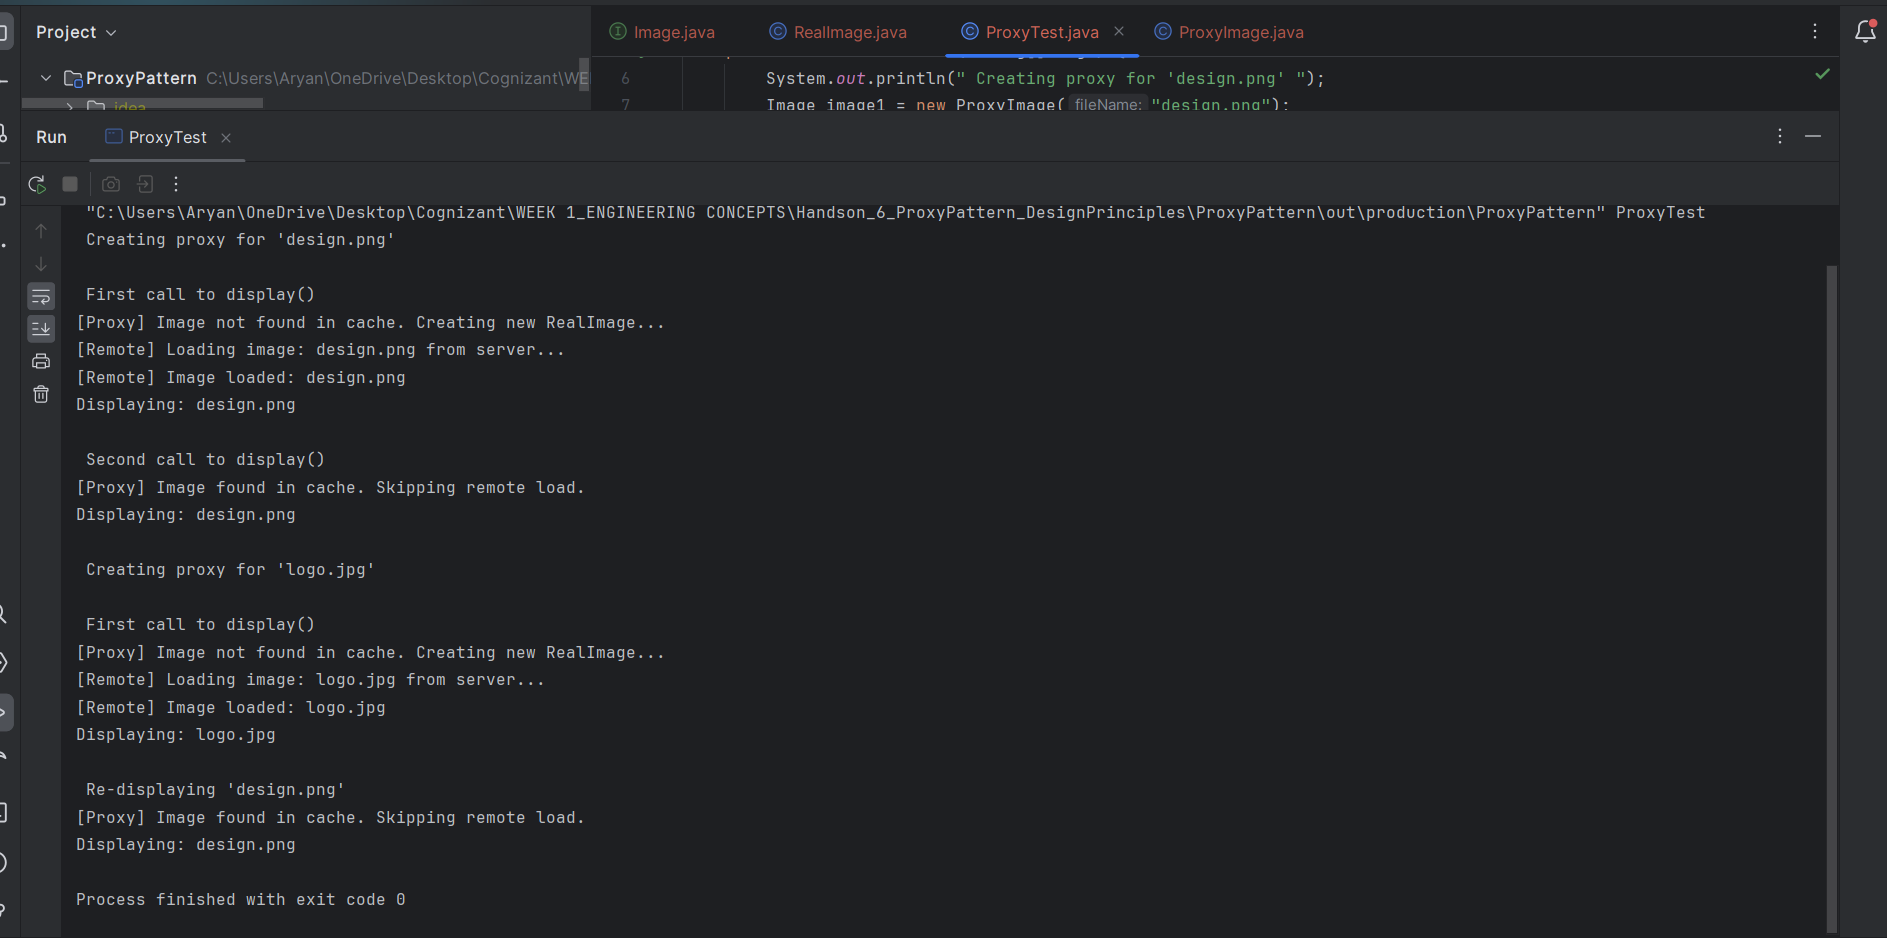 Project
Image.java RealImage.java ProxyTest.java ProxyImage.java
ProxyPattern C:\Users\Aryan\OneDrive\Desktop\Cognizant\WE
6 System.out.println(" Creating proxy for 'design.png' ");
idea
7 Image image1 = new ProxyImage( fileName: "design.png");
Run ProxyTest
"C:\Users\Aryan\OneDrive\Desktop\Cognizant\WEEK 1_ENGINEERING CONCEPTS\Handson_6_ProxyPattern_DesignPrinciples\ProxyPattern\out\production\ProxyPattern" ProxyTest
Creating proxy for 'design.png'
First call to display()
[Proxy] Image not found in cache. Creating new RealImage...
[Remote] Loading image: design.png from server...
[Remote] Image loaded: design.png
Displaying: design.png
Second call to display()
[Proxy] Image found in cache. Skipping remote load.
Displaying: design.png
Creating proxy for 'logo.jpg'
First call to display()
[Proxy] Image not found in cache. Creating new RealImage...
[Remote] Loading image: logo.jpg from server...
[Remote] Image loaded: logo.jpg
Displaying: logo.jpg
Re-displaying 'design.png'
[Proxy] Image found in cache. Skipping remote load.
Displaying: design.png
Process finished with exit code 0